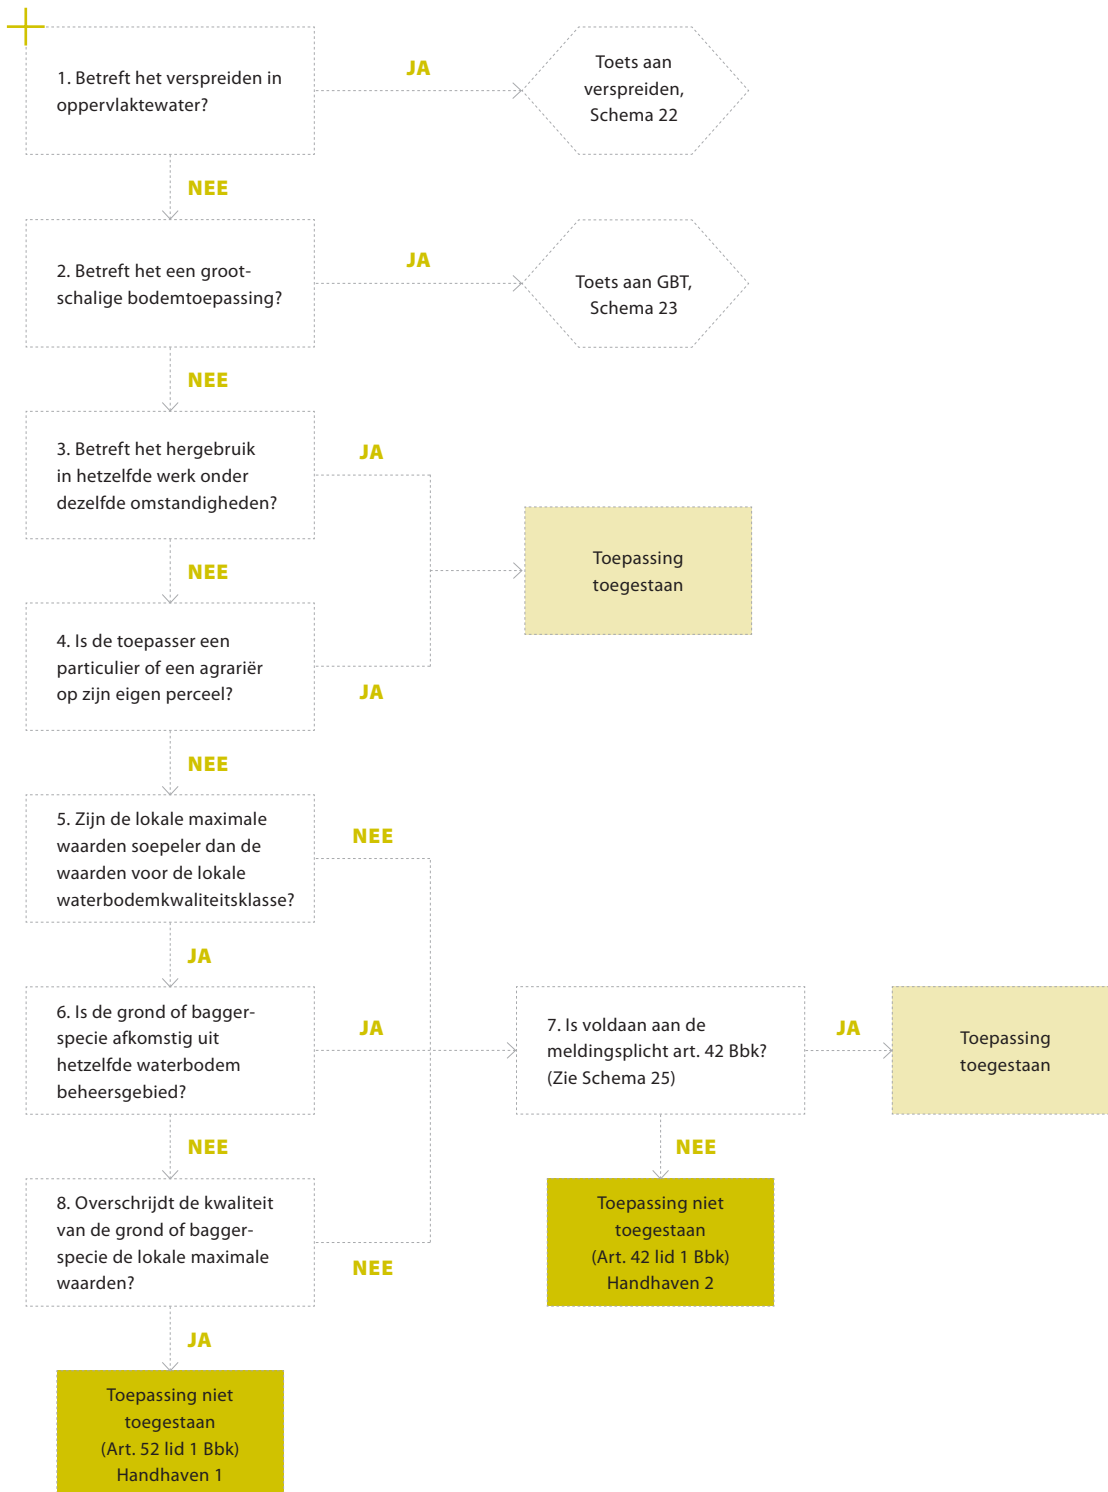 1. Betreft het verspreiden in
oppervlaktewater?
JA
Toets aan
verspreiden,
Schema 22
NEE
2. Betreft het een groot-
schalige bodemtoepassing?
JA
Toets aan GBT,
Schema 23
NEE
3. Betreft het hergebruik
in hetzelfde werk onder
dezelfde omstandigheden?
JA
Toepassing
toegestaan
NEE
4. Is de toepasser een
particulier of een agrariër
op zijn eigen perceel?
JA
NEE
5. Zijn de lokale maximale
waarden soepeler dan de
waarden voor de lokale
waterbodemkwaliteitsklasse?
NEE
JA
6. Is de grond of bagger-
specie afkomstig uit
hetzelfde waterbodem
beheersgebied?
JA
7. Is voldaan aan de
meldingsplicht art. 42 Bbk?
(Zie Schema 25)
JA
Toepassing
toegestaan
NEE
NEE
8. Overschrijdt de kwaliteit
van de grond of bagger-
specie de lokale maximale
waarden?
NEE
Toepassing niet
toegestaan
(Art. 42 lid 1 Bbk)
Handhaven 2
JA
Toepassing niet
toegestaan
(Art. 52 lid 1 Bbk)
Handhaven 1